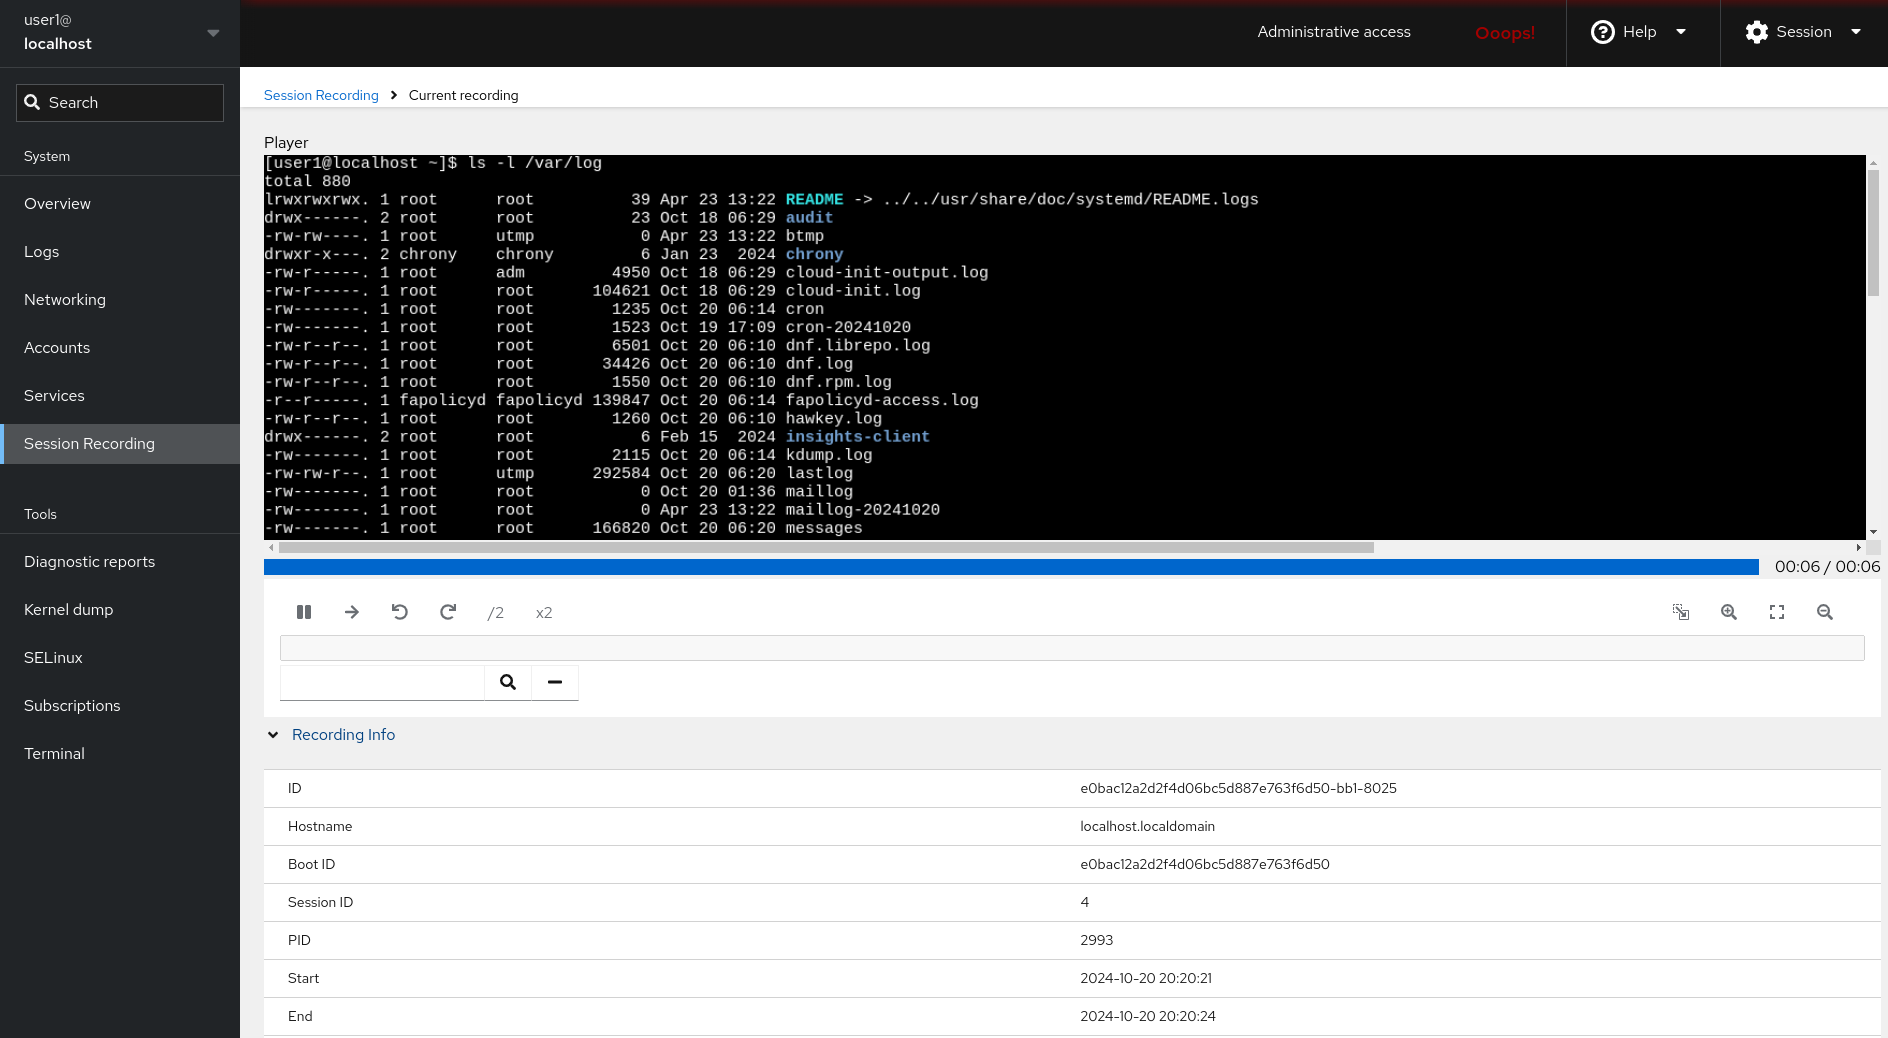 user1@
localhost
Administrative access
Ooops!
Help
Session
Search
System
Overview
Logs
Networking
Accounts
Services
Session Recording
Tools
Diagnostic reports
Kernel dump
SELinux
Subscriptions
Terminal
Session Recording > Current recording
Player
[user1@localhost ~]$ ls -l /var/log
total 880
lrwxrwxrwx. 1 root      root          39 Apr 23 13:22 README -> ../../usr/share/doc/systemd/README.logs
drwx------. 2 root      root          23 Oct 18 06:29 audit
-rw-rw----. 1 root      utmp           0 Apr 23 13:22 btmp
drwxr-x---. 2 chrony    chrony         6 Jan 23  2024 chrony
-rw-r-----. 1 root      adm         4950 Oct 18 06:29 cloud-init-output.log
-rw-r-----. 1 root      root      104621 Oct 18 06:29 cloud-init.log
-rw-------. 1 root      root        1235 Oct 20 06:14 cron
-rw-------. 1 root      root        1523 Oct 19 17:09 cron-20241020
-rw-r--r--. 1 root      root        6501 Oct 20 06:10 dnf.librepo.log
-rw-r--r--. 1 root      root       34426 Oct 20 06:10 dnf.log
-rw-r--r--. 1 root      root        1550 Oct 20 06:10 dnf.rpm.log
-r--r-----. 1 fapolicyd fapolicyd 139847 Oct 20 06:14 fapolicyd-access.log
-rw-r--r--. 1 root      root        1260 Oct 20 06:10 hawkey.log
drwx------. 2 root      root           6 Feb 15  2024 insights-client
-rw-------. 1 root      root        2115 Oct 20 06:14 kdump.log
-rw-rw-r--. 1 root      utmp      292584 Oct 20 06:20 lastlog
-rw-------. 1 root      root           0 Oct 20 01:36 maillog
-rw-------. 1 root      root           0 Apr 23 13:22 maillog-20241020
-rw-------. 1 root      root      166820 Oct 20 06:20 messages
00:06 / 00:06
/2 x2
Recording Info
ID e0bac12a2d2f4d06bc5d887e763f6d50-bb1-8025
Hostname localhost.localdomain
Boot ID e0bac12a2d2f4d06bc5d887e763f6d50
Session ID 4
PID 2993
Start 2024-10-20 20:20:21
End 2024-10-20 20:20:24